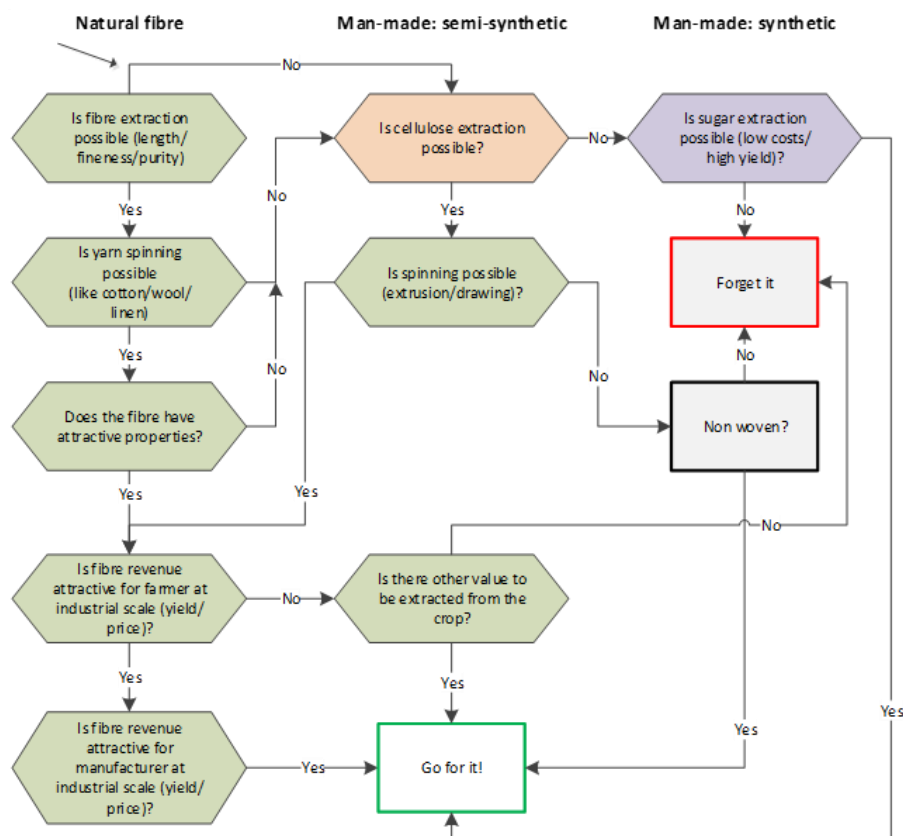 Natural fibre
Man-made: semi-synthetic
Man-made: synthetic
No
Is fibre extraction
possible (length/
fineness/purity)
Is cellulose extraction
possible?
No
Is sugar extraction
possible (low costs/
high yield)?
Yes
No
Yes
No
Is yarn spinning
possible
(like cotton/wool/
linen)
Is spinning possible
(extrusion/drawing)?
Forget it
Yes
No
No
No
Does the fibre have
attractive properties?
Non woven?
Yes
Yes
No
Is fibre revenue
attractive for farmer at
industrial scale (yield/
price)?
No
Is there other value to
be extracted from the
crop?
Yes
Yes
Yes
Yes
Is fibre revenue
attractive for
manufacturer at
industrial scale (yield/
price)?
Yes
Go for it!